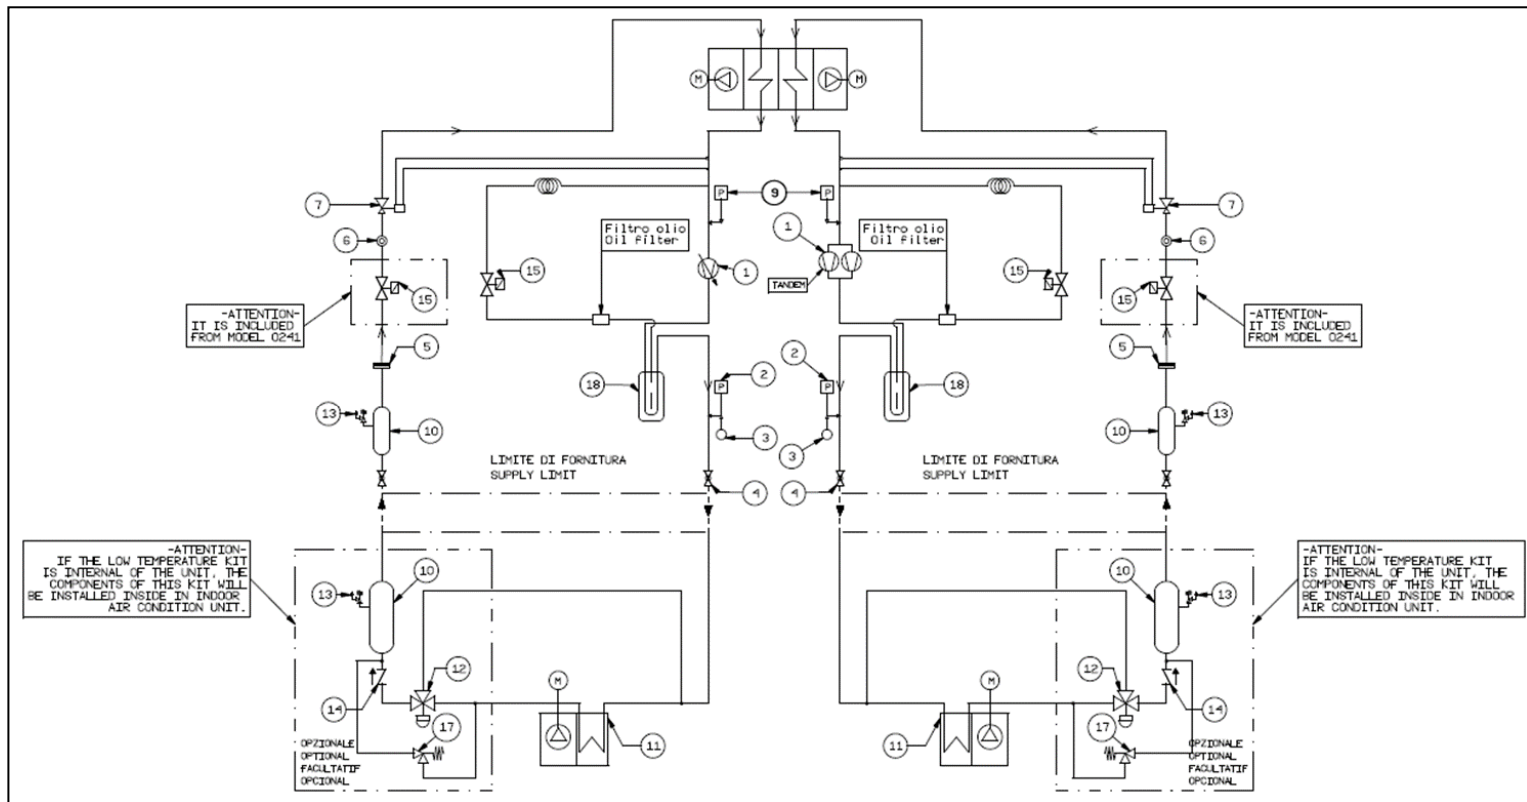 M
M
P
9
P
7
7
Filtro olio
Oil filter
1
Filtro olio
Oil filter
6
6
15
1
15
15
TANDEM
15
-ATTENTION-
IT IS INCLUDED
FROM MODEL 0241
-ATTENTION-
IT IS INCLUDED
FROM MODEL 0241
5
2
2
5
18
P
P
18
13
10
3
3
10
13
LIMITE DI FORNITURA
SUPPLY LIMIT
LIMITE DI FORNITURA
SUPPLY LIMIT
4
4
-ATTENTION-
IF THE LOW TEMPERATURE KIT
IS INTERNAL OF THE UNIT, THE
COMPONENTS OF THIS KIT WILL
BE INSTALLED INSIDE IN INDOOR
AIR CONDITION UNIT.
-ATTENTION-
IF THE LOW TEMPERATURE KIT
IS INTERNAL OF THE UNIT, THE
COMPONENTS OF THIS KIT WILL
BE INSTALLED INSIDE IN INDOOR
AIR CONDITION UNIT.
10
10
13
13
12
12
M
M
14
14
17
17
11
11
OPZIONALE
OPTIONAL
FACULTATIF
OPCIONAL
OPZIONALE
OPTIONAL
FACULTATIF
OPCIONAL